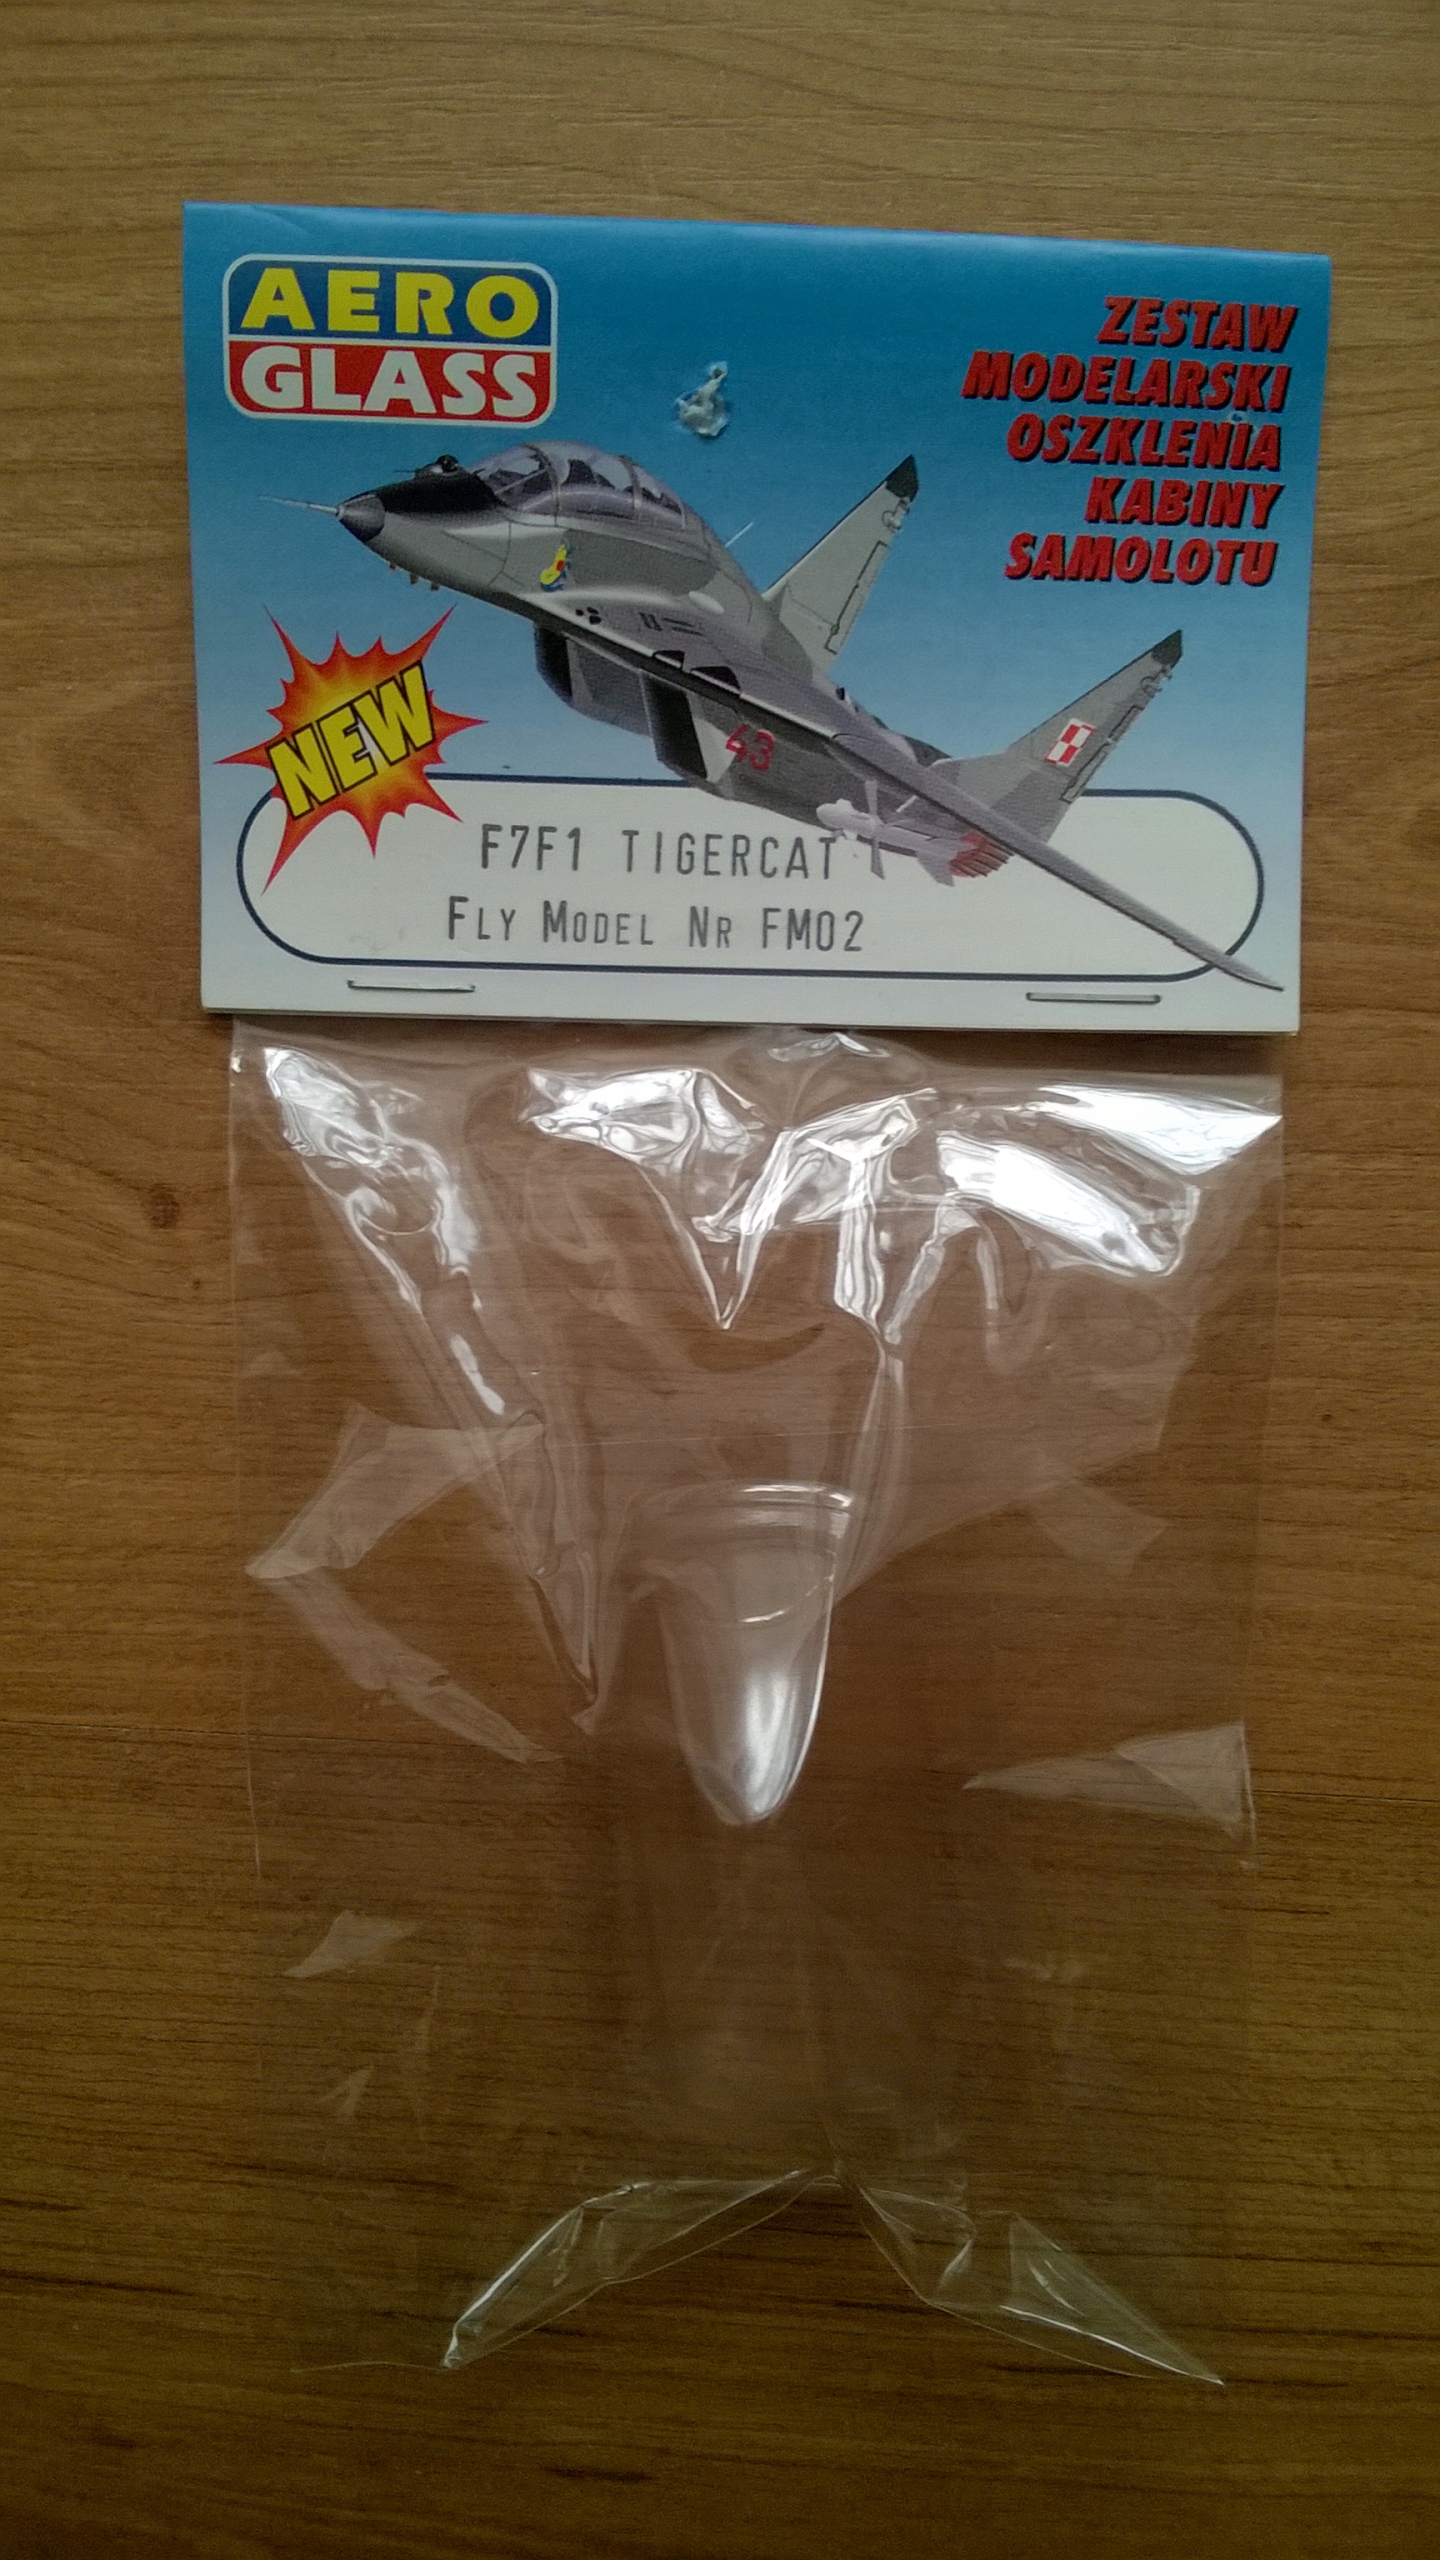 AERO
GLASS
ZESTAW
MODELARSKI
OSZKLENIA
KABINY
SAMOLOTU
NEW
43
F7F1 TIGERCAT
FLY MODEL NR FM02